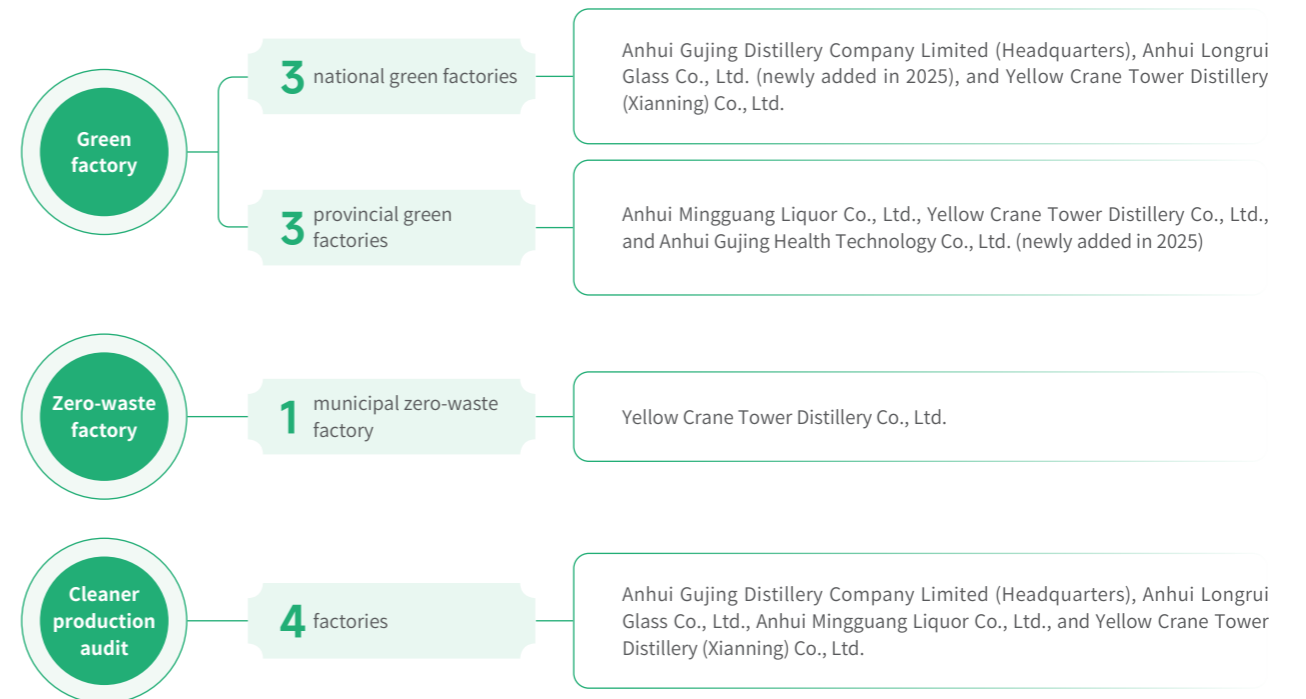 Green
factory
3 national green factories
Anhui Gujing Distillery Company Limited (Headquarters), Anhui Longrui
Glass Co., Ltd. (newly added in 2025), and Yellow Crane Tower Distillery
(Xianning) Co., Ltd.
3 provincial green
factories
Anhui Mingguang Liquor Co., Ltd., Yellow Crane Tower Distillery Co., Ltd.,
and Anhui Gujing Health Technology Co., Ltd. (newly added in 2025)
Zero-waste
factory
1 municipal zero-waste
factory
Yellow Crane Tower Distillery Co., Ltd.
Cleaner
production
audit
4 factories
Anhui Gujing Distillery Company Limited (Headquarters), Anhui Longrui
Glass Co., Ltd., Anhui Mingguang Liquor Co., Ltd., and Yellow Crane Tower
Distillery (Xianning) Co., Ltd.